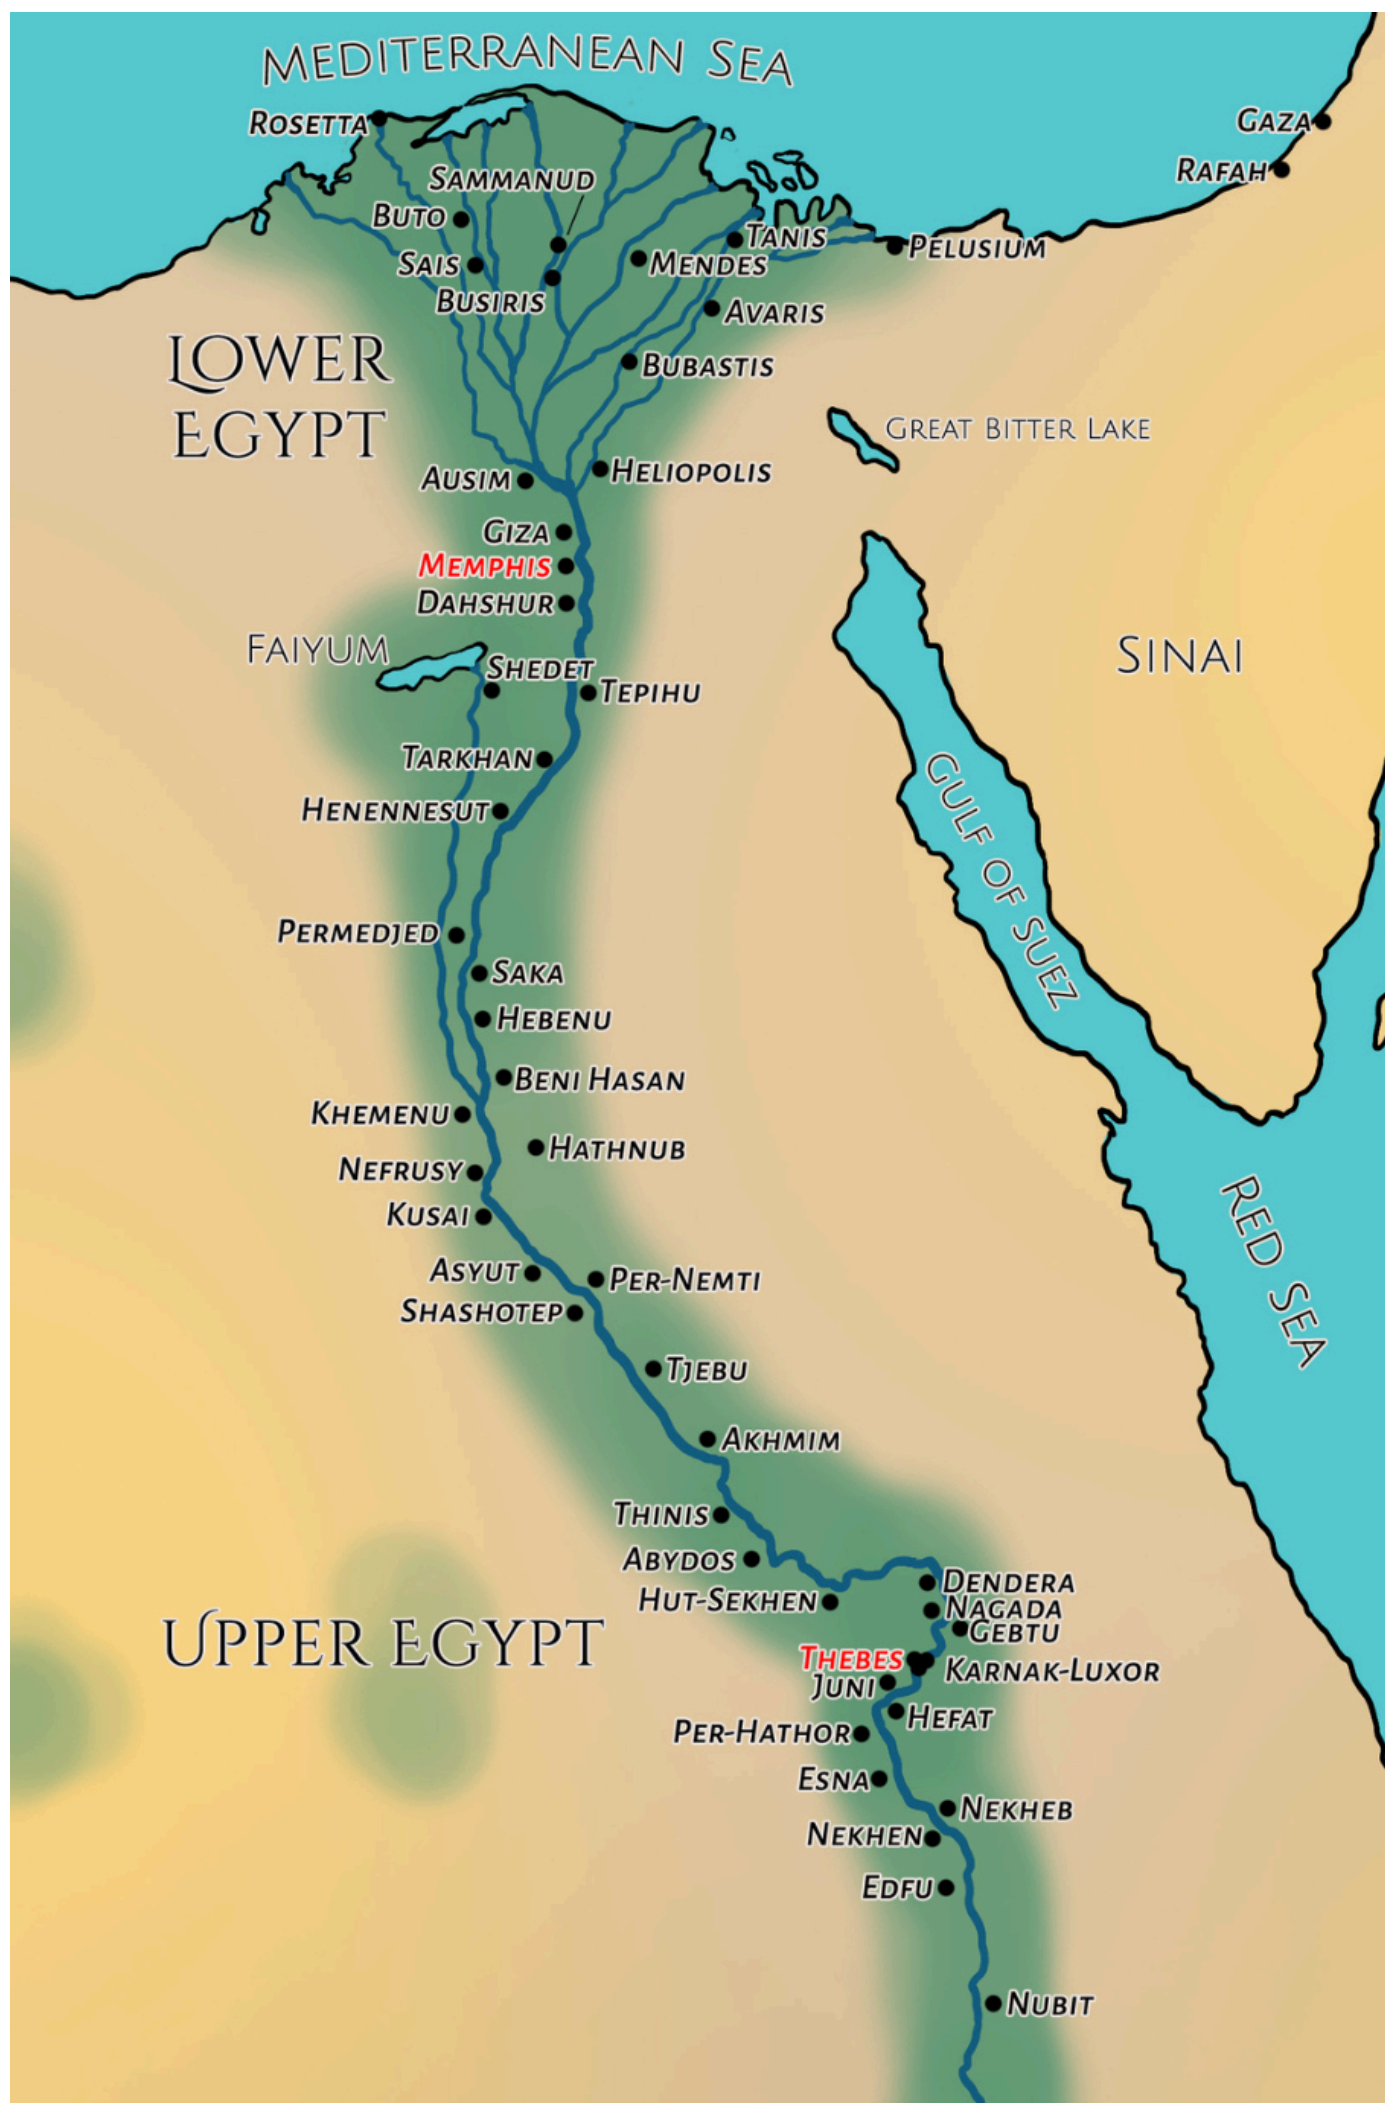 Mediterranean Sea
Rosetta
Gaza
Rafah
Sammanud
Buto
Tanis
Pelusium
Sais
Mendes
Busiris
Avaris
Lower
Egypt
Bubastis
Great Bitter Lake
Ausim
Heliopolis
Giza
Memphis
Dahshur
Faiyum
Sinai
Shedet
Tepihu
Tarkhan
Henennesut
Gulf of Suez
Permedjed
Saka
Hebenu
Beni Hasan
Khemenu
Hathnub
Nefrusy
Kusai
Red Sea
Asyut
Per-Nemti
Shashotep
Tjebu
Akhmim
Thinis
Abydos
Dendera
Hut-Sekhen
Nagada
Gebtu
Upper Egypt
Thebes
Karnak-Luxor
Juni
Hefat
Per-Hathor
Esna
Nekheb
Nekhen
Edfu
Nubit